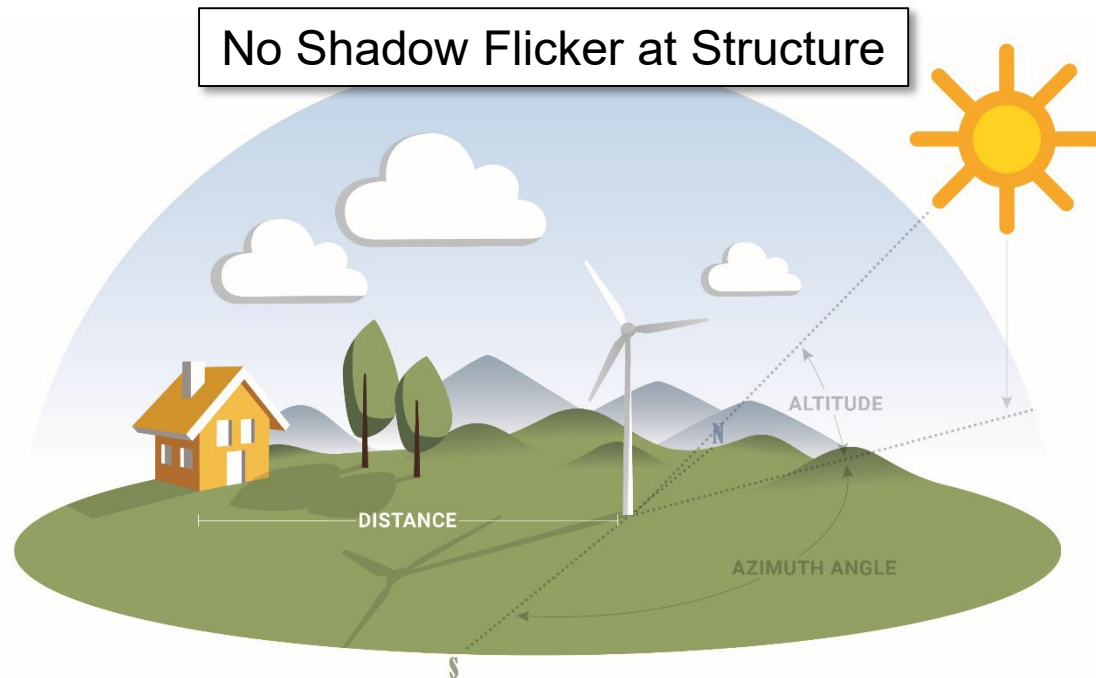 No Shadow Flicker at Structure
ALTITUDE
N
DISTANCE
AZIMUTH ANGLE
S